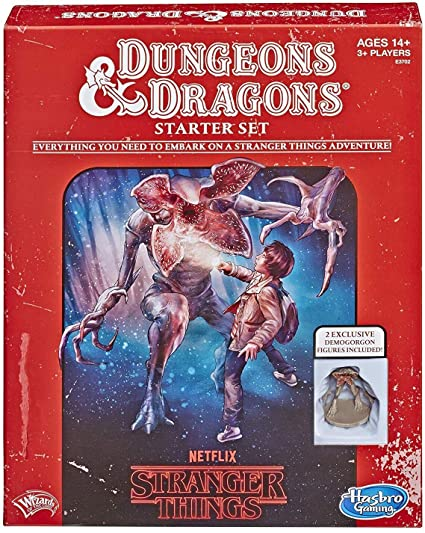 DUNGEONS & DRAGONS
DUNGEONS
& DRAGONS®
STARTER SET
AGES 14+
3+ PLAYERS
E3702
EVERYTHING YOU NEED TO EMBARK ON A STRANGER THINGS ADVENTURE!
2 EXCLUSIVE
DEMOGORGON
FIGURES INCLUDED!
NETFLIX
STRANGER
THINGS
Wizards
Hasbro
Gaming